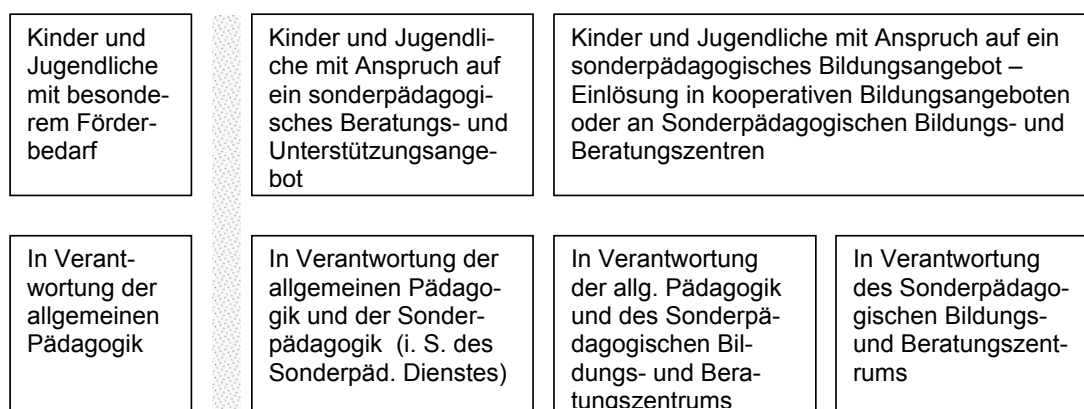 Kinder und
Jugendliche
mit besonde-
rem Förder-
bedarf
Kinder und Jugendli-
che mit Anspruch auf
ein sonderpädagogi-
sches Beratungs- und
Unterstützungsange-
bot
Kinder und Jugendliche mit Anspruch auf ein
sonderpädagogisches Bildungsangebot –
Einlösung in kooperativen Bildungsangeboten
oder an Sonderpädagogischen Bildungs- und
Beratungszentren
In Verant-
wortung der
allgemeinen
Pädagogik
In Verantwortung der
allgemeinen Pädago-
gik und der Sonder-
pädagogik (i. S. des
Sonderpäd. Dienstes)
In Verantwortung
der allg. Pädagogik
und des Sonderpä-
dagogischen Bil-
dungs- und Bera-
tungszentrums
In Verantwortung
des Sonderpädago-
gischen Bildungs-
und Beratungszent-
rums